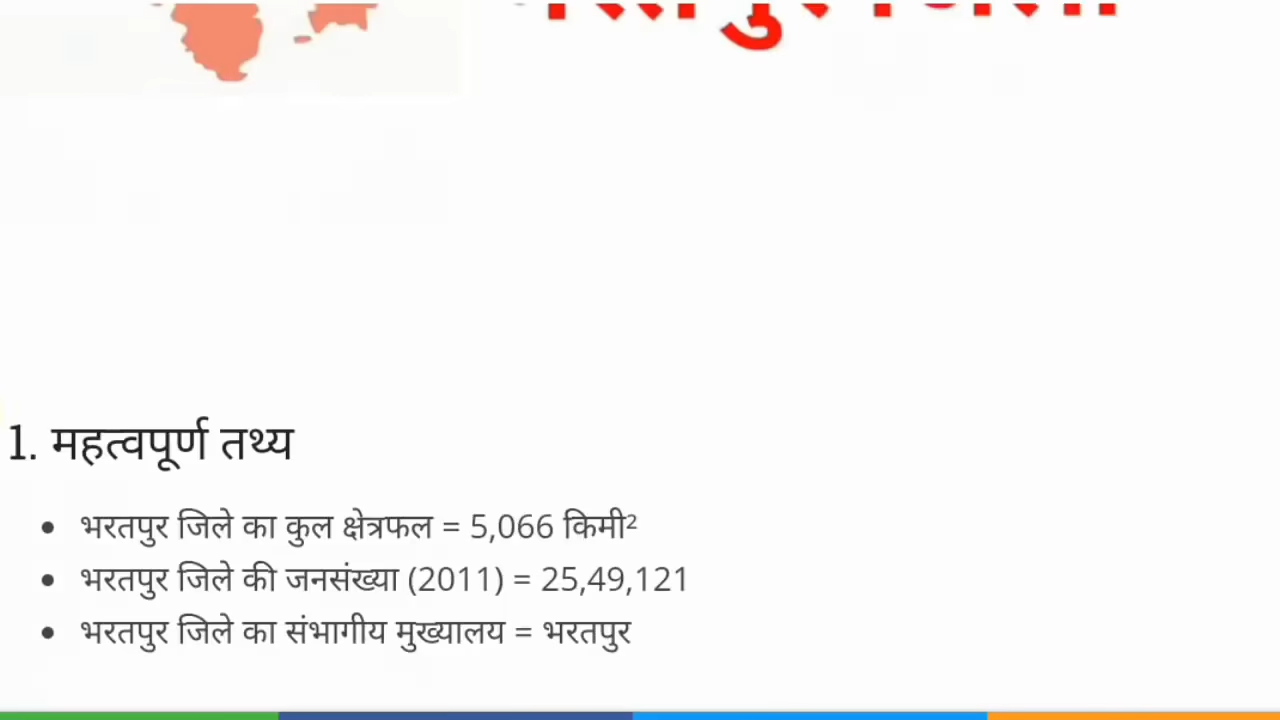 1. महत्वपूर्ण तथ्य
भरतपुर जिले का कुल क्षेत्रफल = 5,066 किमी²
भरतपुर जिले की जनसंख्या (2011) = 25,49,121
भरतपुर जिले का संभागीय मुख्यालय = भरतपुर